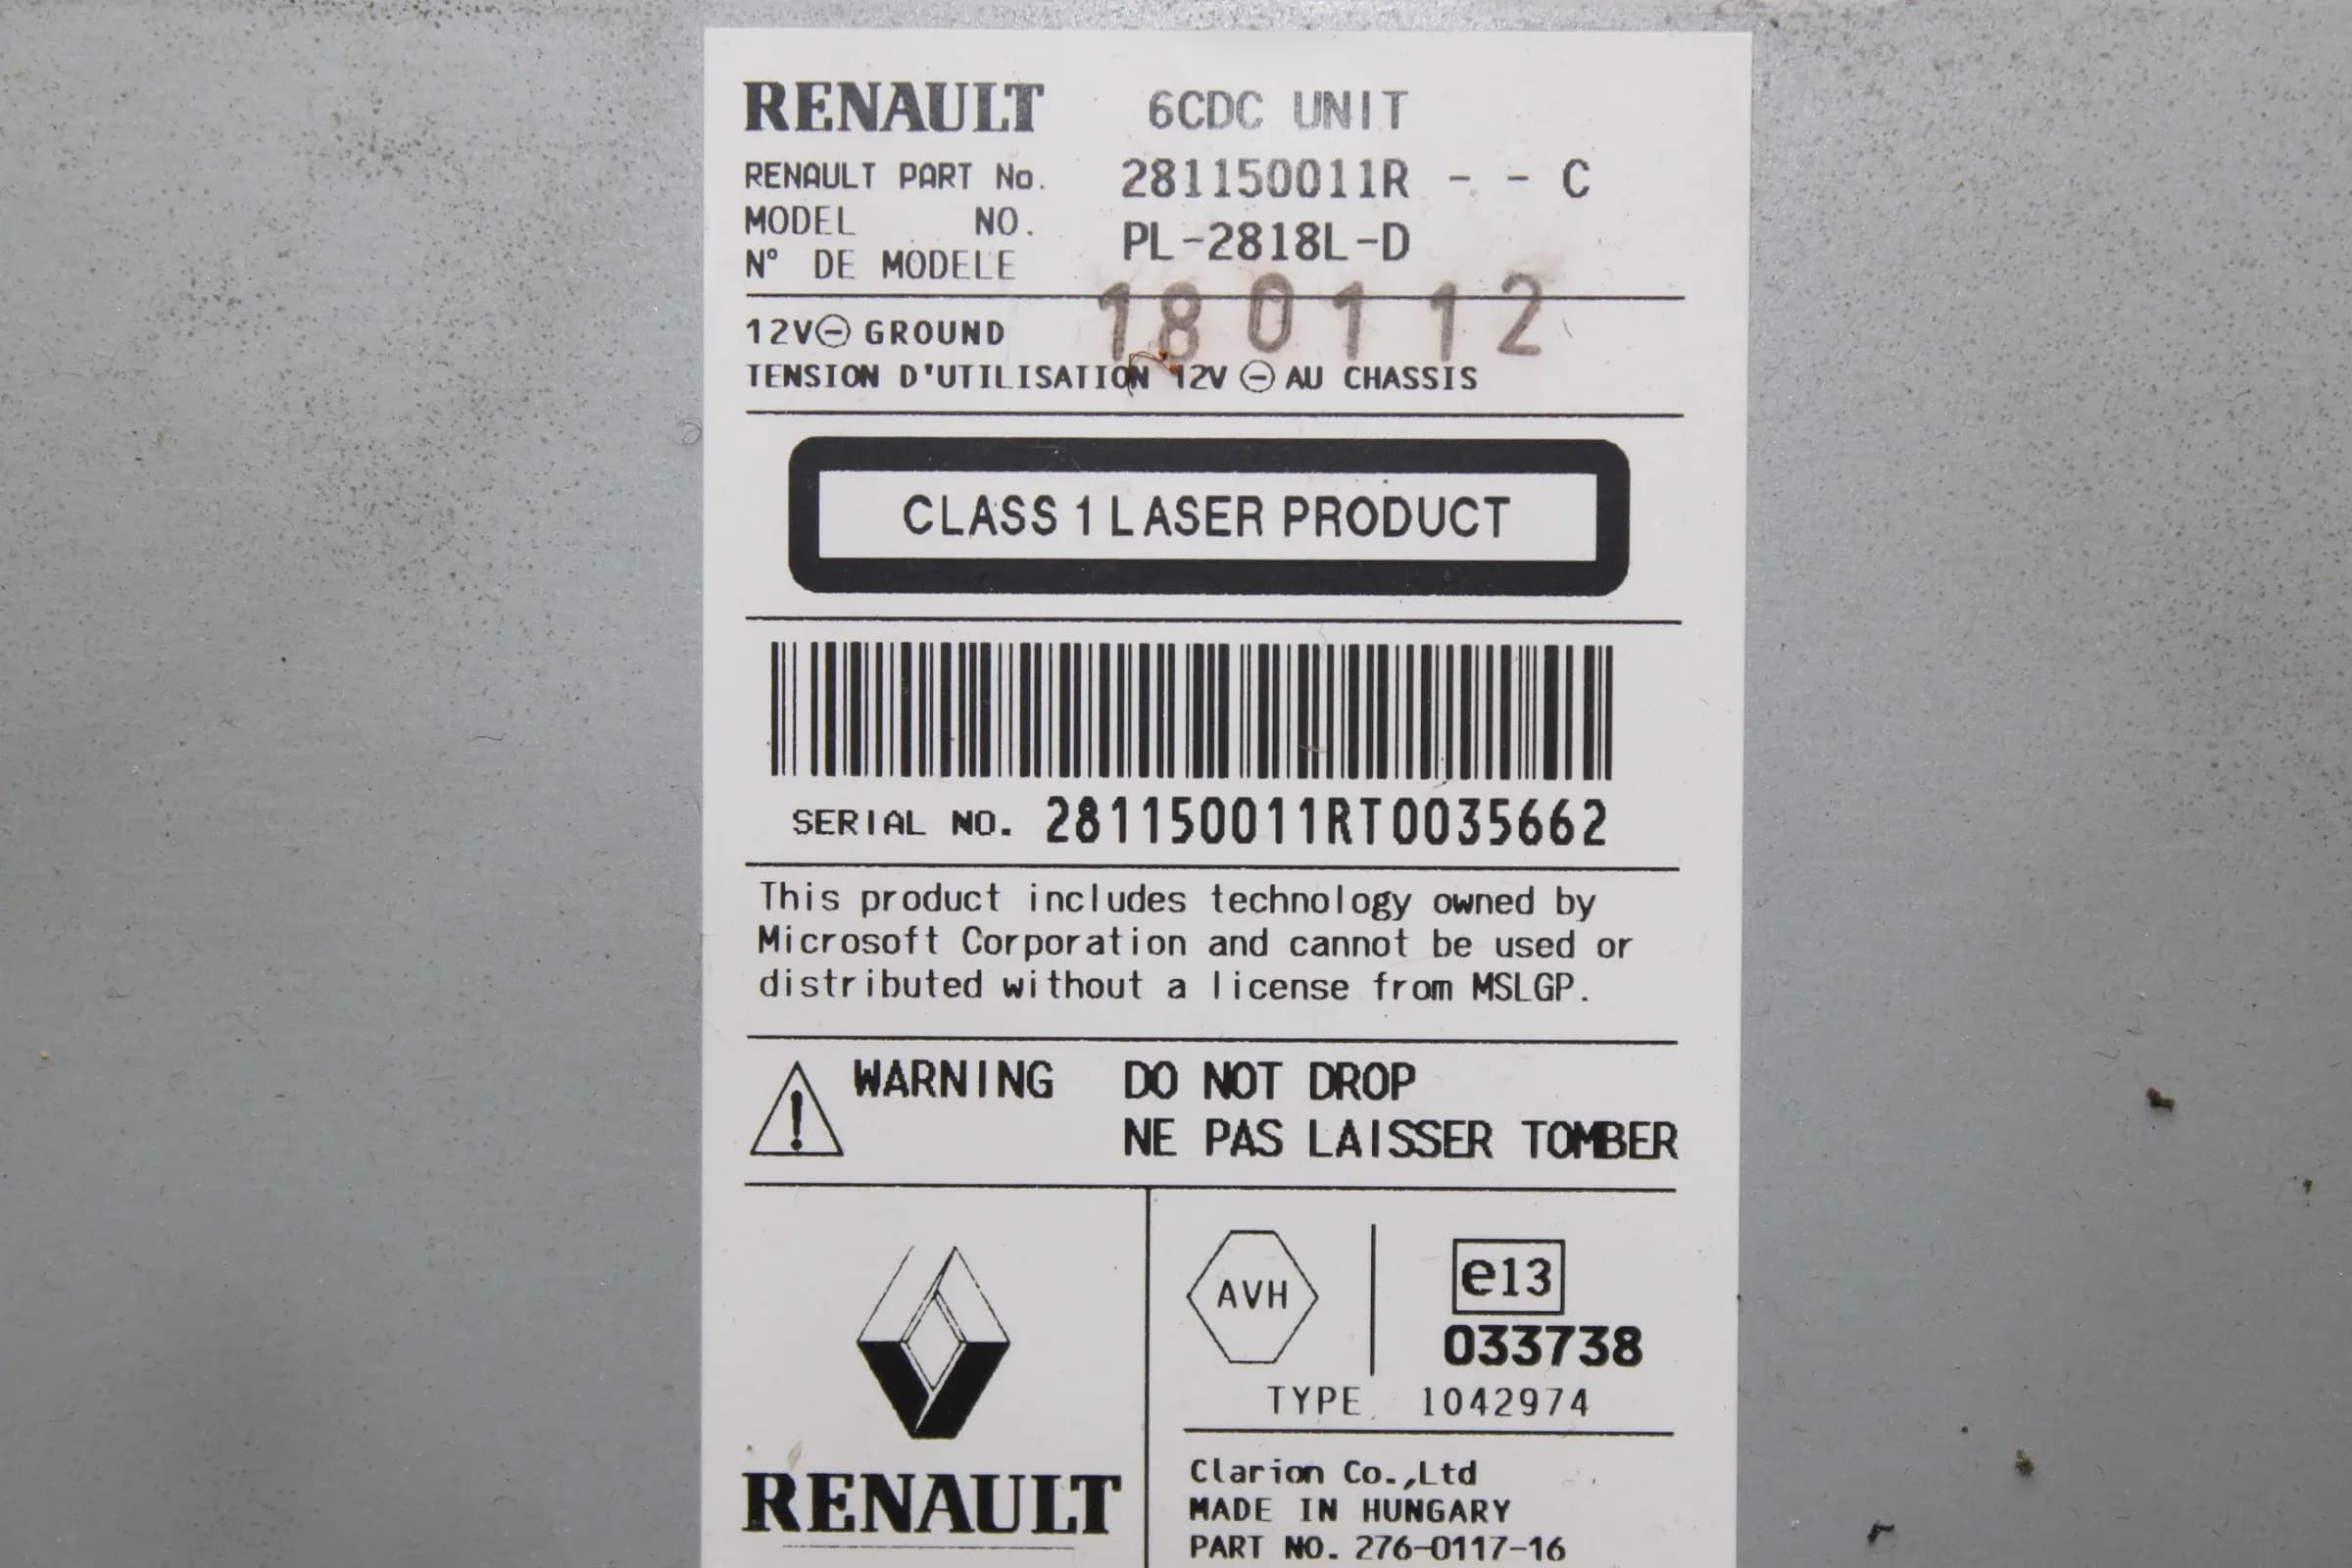 RENAULT 6CDC UNIT
RENAULT PART No. 281150011R - - C
MODEL NO.
PL-2818L-D
N° DE MODELE
180112
12V⊖ GROUND
TENSION D'UTILISATION 12V ⊖ AU CHASSIS
CLASS 1 LASER PRODUCT
SERIAL NO. 281150011RT0035662
This product includes technology owned by
Microsoft Corporation and cannot be used or
distributed without a license from MSLGP.
WARNING DO NOT DROP
NE PAS LAISSER TOMBER
AVH
e13
033738
TYPE 1042974
RENAULT
Clarion Co.,Ltd
MADE IN HUNGARY
PART NO. 276-0117-16